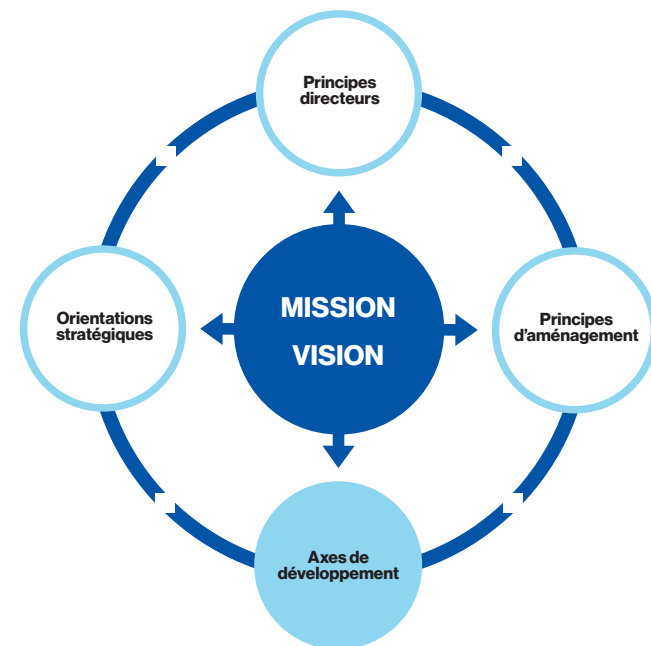 Principes
directeurs
Orientations
stratégiques
MISSION
VISION
Principes
d’aménagement
Axes de
développement